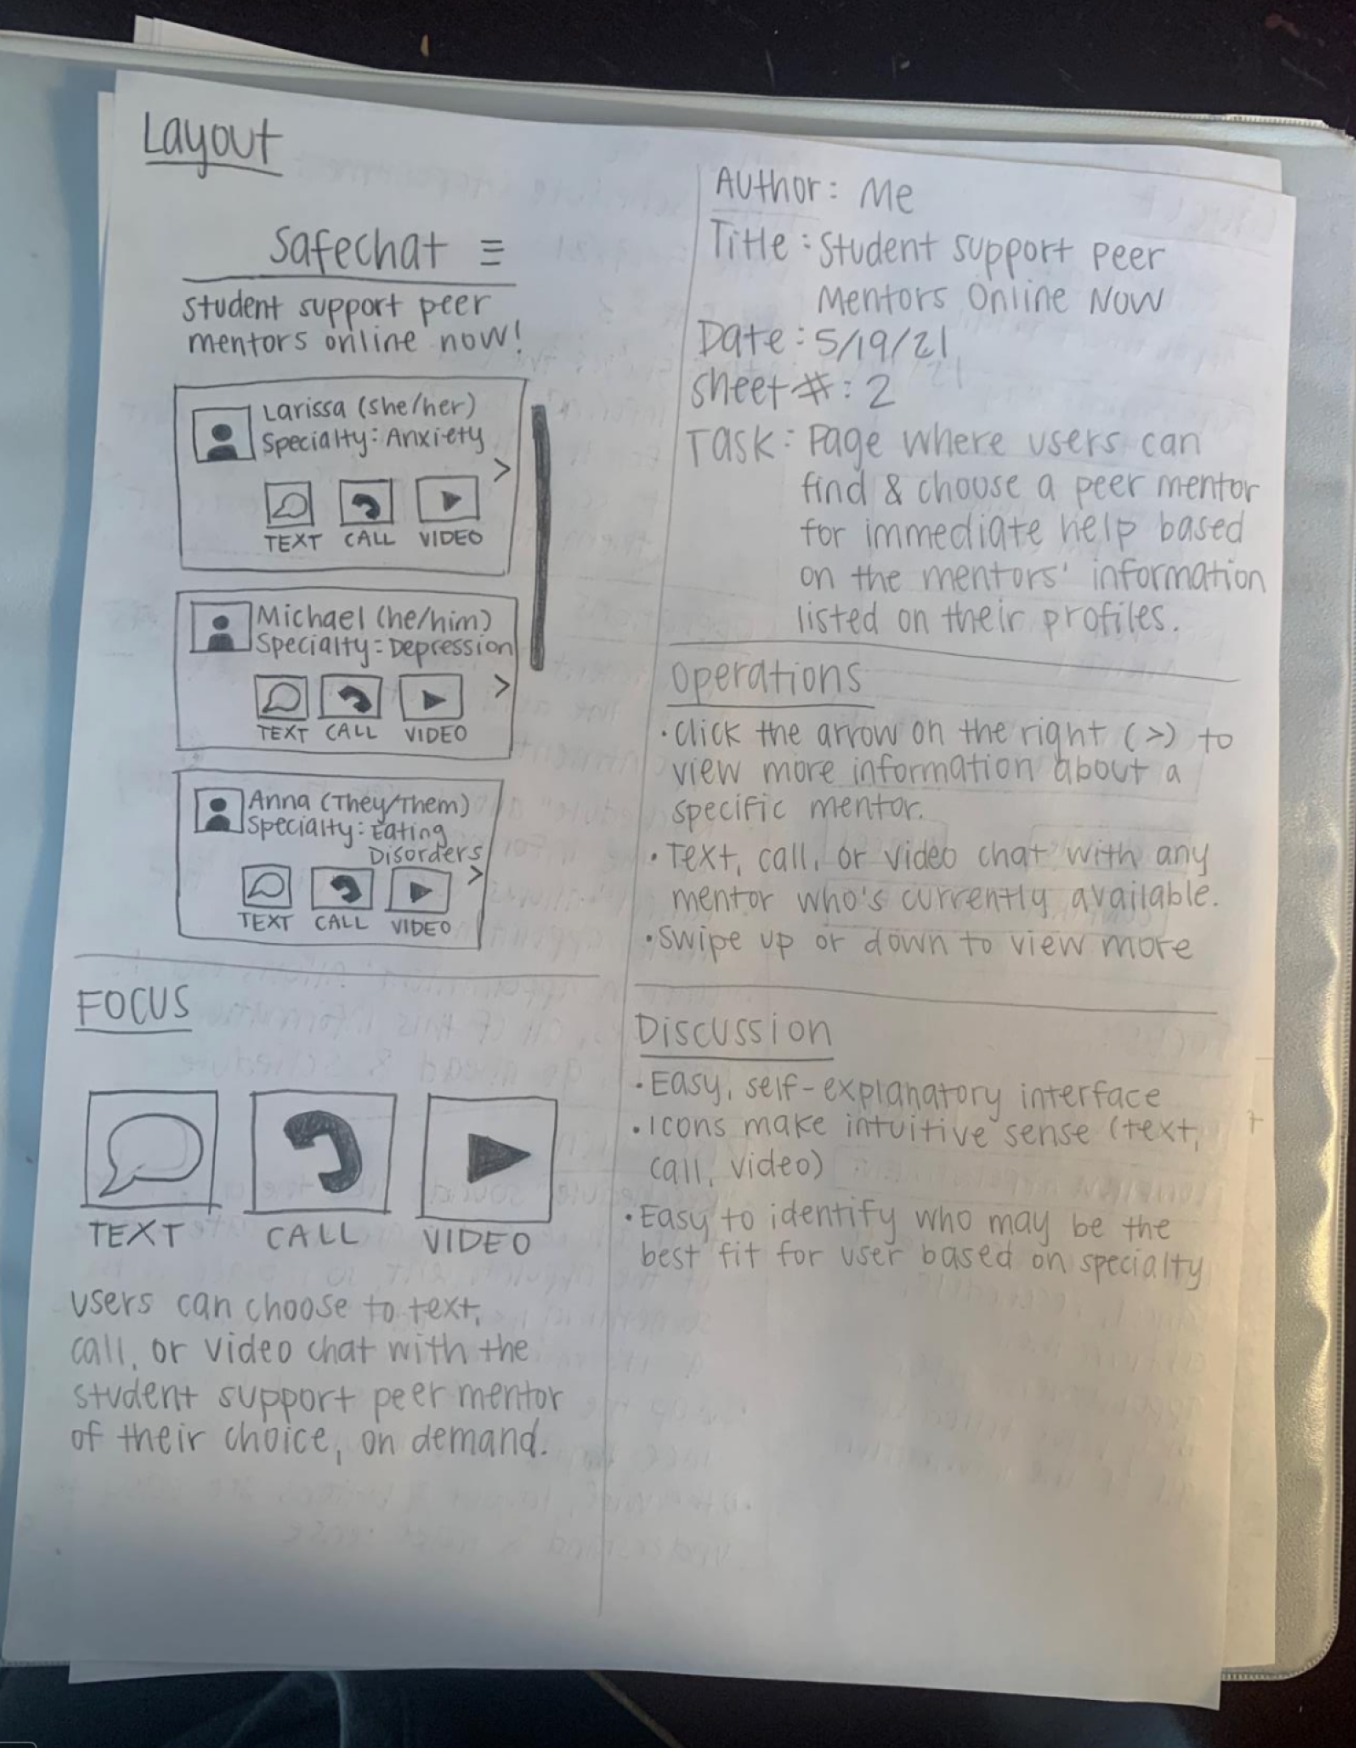 Layout
Safechat ≡
student support peer
mentors online now!
Larissa (she/her)
Specialty: Anxiety
>
TEXT CALL VIDEO
Michael (he/him)
Specialty: Depression
>
TEXT CALL VIDEO
Anna (They/Them)
Specialty: Eating
Disorders
>
TEXT CALL VIDEO
FOCUS
TEXT CALL VIDEO
users can choose to text,
call, or video chat with the
student support peer mentor
of their choice, on demand.
Author: Me
Title: Student support peer
Mentors Online Now
Date: 5/19/21
Sheet #: 2
Task: Page where users can
find & choose a peer mentor
for immediate help based
on the mentors' information
listed on their profiles.
Operations
· Click the arrow on the right (>) to
view more information about a
specific mentor.
· Text, call, or video chat with any
mentor who's currently available.
· Swipe up or down to view more
Discussion
· Easy, self-explanatory interface
· Icons make intuitive sense (text,
call, video)
· Easy to identify who may be the
best fit for user based on specialty